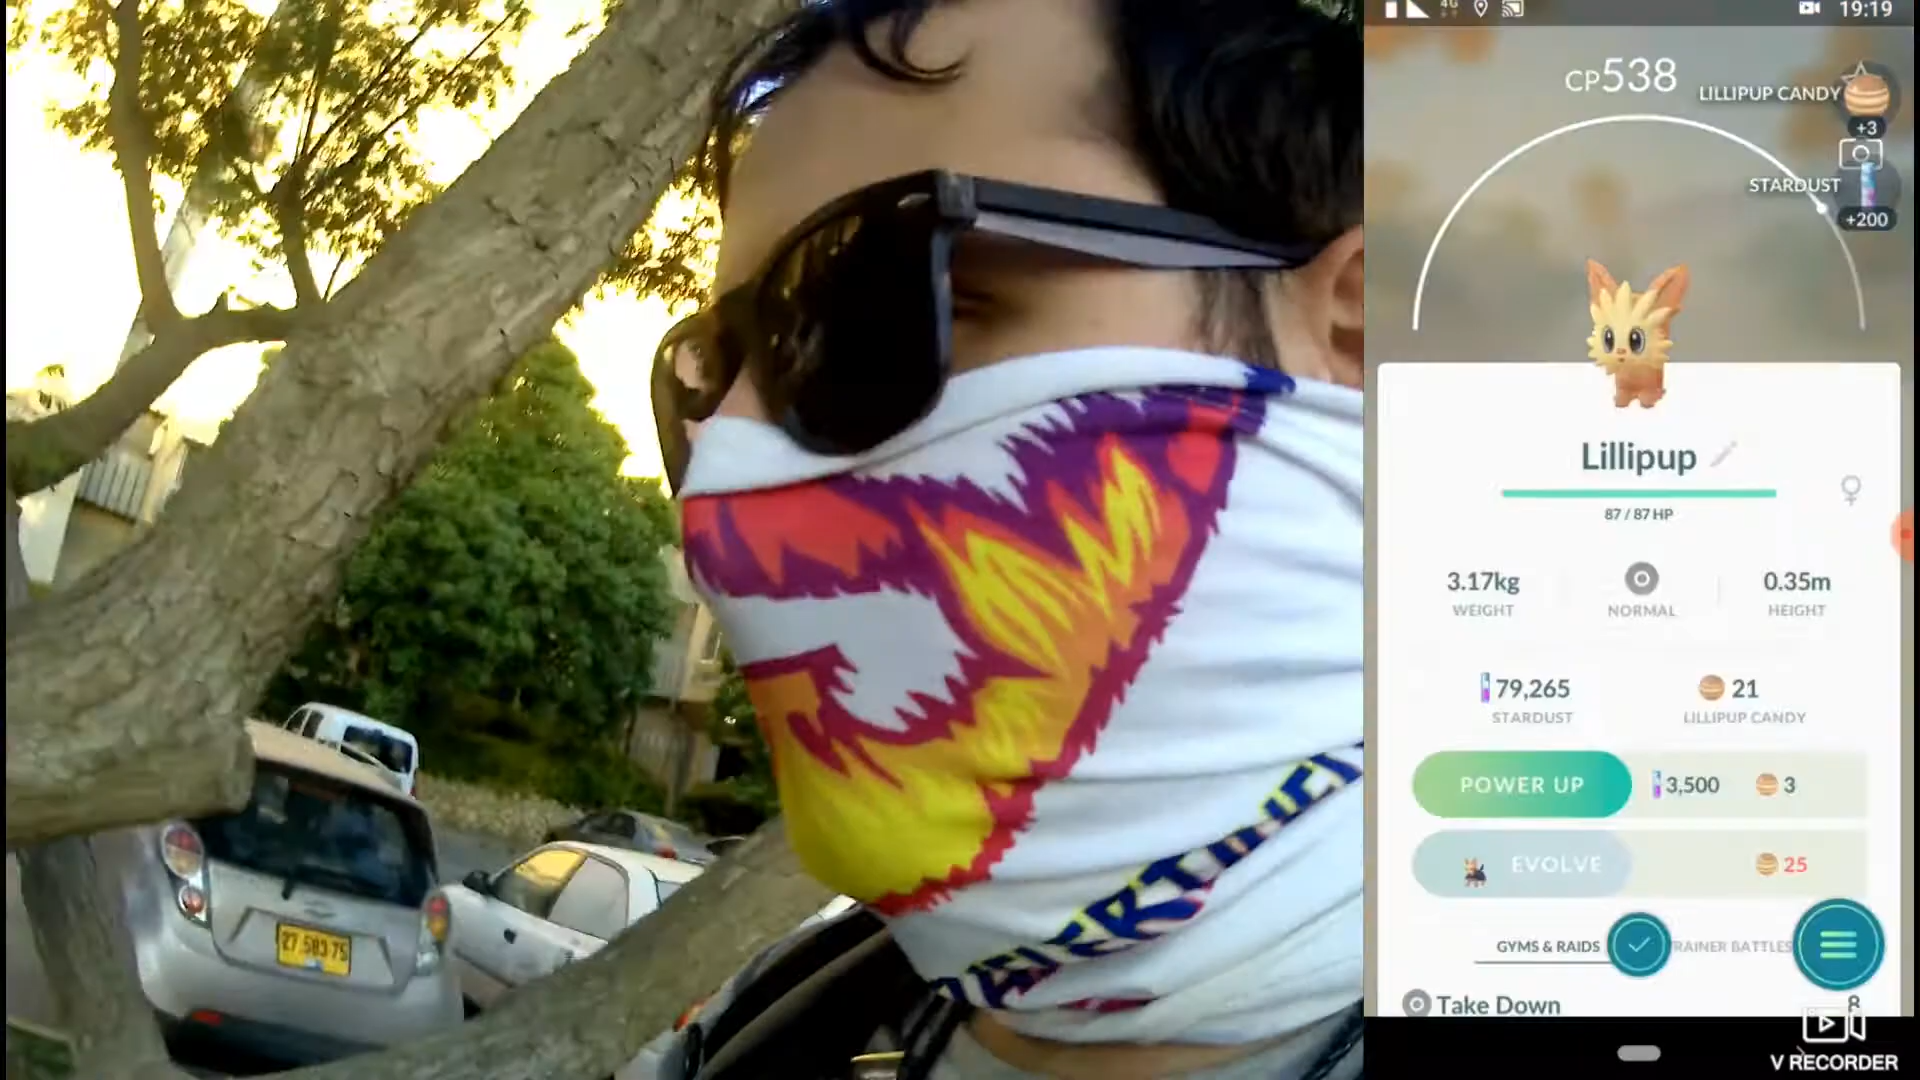 4G 19:19
CP538
LILLIPUP CANDY
+3
STARDUST
+200
Lillipup
87 / 87 HP
3.17kg
WEIGHT
NORMAL
0.35m
HEIGHT
79,265
STARDUST
21
LILLIPUP CANDY
POWER UP 3,500 3
EVOLVE 25
GYMS & RAIDS
TRAINER BATTLES
Take Down 8
V RECORDER
27 583 75